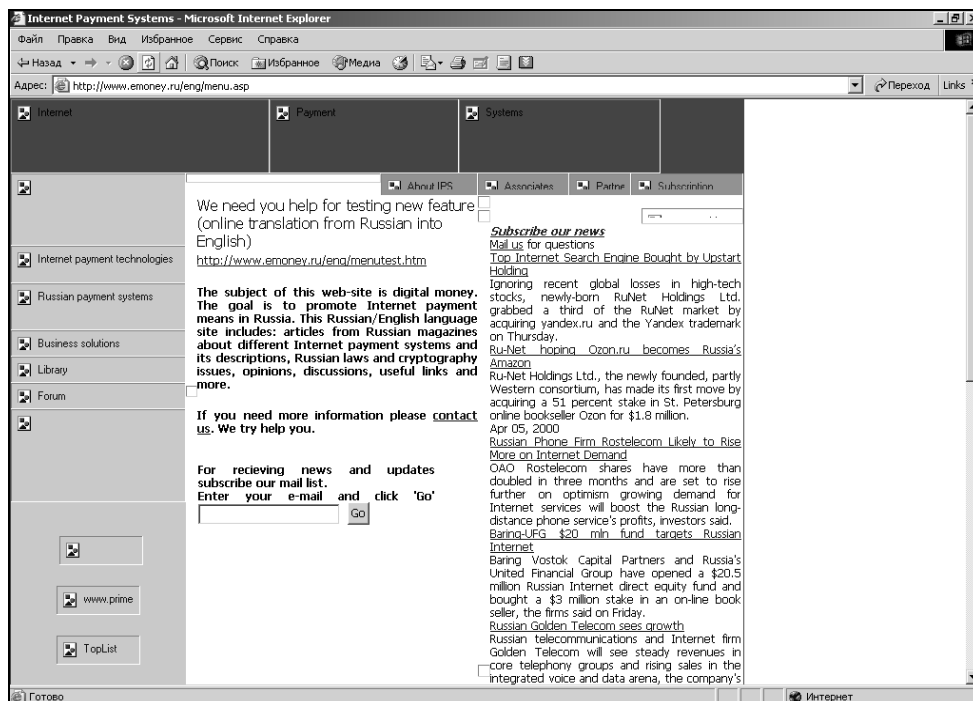 Internet Payment Systems - Microsoft Internet Explorer
Файл Правка Вид Избранное Сервис Справка
Назад Поиск Избранное Медиа
Адрес: http://www.emoney.ru/eng/menu.asp Переход Links
Internet Payment Systems
About IPS Associates Partne Subscription
Internet payment technologies
Russian payment systems
Business solutions
Library
Forum
www.prime
TopList
We need you help for testing new feature
(online translation from Russian into
English)
http://www.emoney.ru/eng/menutest.htm
The subject of this web-site is digital money.
The goal is to promote Internet payment
means in Russia. This Russian/English language
site includes: articles from Russian magazines
about different Internet payment systems and
its descriptions, Russian laws and cryptography
issues, opinions, discussions, useful links and
more.
If you need more information please contact
us. We try help you.
For recieving news and updates
subscribe our mail list.
Enter your e-mail and click 'Go'
Go
Subscribe our news
Mail us for questions
Top Internet Search Engine Bought by Upstart
Holding
Ignoring recent global losses in high-tech
stocks, newly-born RuNet Holdings Ltd.
grabbed a third of the RuNet market by
acquiring yandex.ru and the Yandex trademark
on Thursday.
Ru-Net hoping Ozon.ru becomes Russia's
Amazon
Ru-Net Holdings Ltd., the newly founded, partly
Western consortium, has made its first move by
acquiring a 51 percent stake in St. Petersburg
online bookseller Ozon for $1.8 million.
Apr 05, 2000
Russian Phone Firm Rostelecom Likely to Rise
More on Internet Demand
OAO Rostelecom shares have more than
doubled in three months and are set to rise
further on optimism growing demand for
Internet services will boost the Russian long-
distance phone service's profits, investors said.
Baring-UFG $20 mln fund targets Russian
Internet
Baring Vostok Capital Partners and Russia's
United Financial Group have opened a $20.5
million Russian Internet direct equity fund and
bought a $3 million stake in an on-line book
seller, the firms said on Friday.
Russian Golden Telecom sees growth
Russian telecommunications and Internet firm
Golden Telecom will see steady revenues in
core telephony groups and rising sales in the
integrated voice and data arena, the company's
Готово Интернет